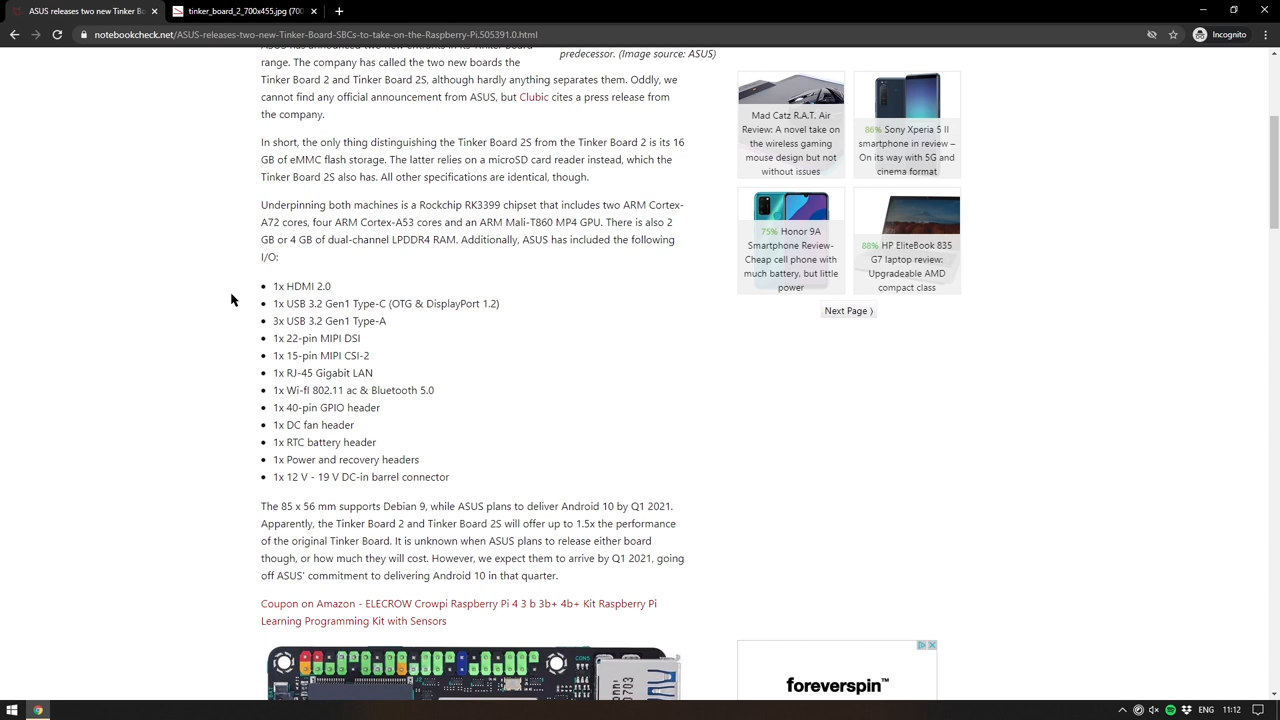 ASUS releases two new Tinker B
tinker_board_2_700x455.jpg (700
notebookcheck.net/ASUS-releases-two-new-Tinker-Board-SBCs-to-take-on-the-Raspberry-Pi.505391.0.html
Incognito
ASUS has announced two new entrants in its Tinker Board
range. The company has called the two new boards the
Tinker Board 2 and Tinker Board 2S, although hardly anything separates them. Oddly, we
cannot find any official announcement from ASUS, but Clubic cites a press release from
the company.
predecessor. (Image source: ASUS)
In short, the only thing distinguishing the Tinker Board 2S from the Tinker Board 2 is its 16
GB of eMMC flash storage. The latter relies on a microSD card reader instead, which the
Tinker Board 2S also has. All other specifications are identical, though.
Underpinning both machines is a Rockchip RK3399 chipset that includes two ARM Cortex-
A72 cores, four ARM Cortex-A53 cores and an ARM Mali-T860 MP4 GPU. There is also 2
GB or 4 GB of dual-channel LPDDR4 RAM. Additionally, ASUS has included the following
I/O:
1x HDMI 2.0
1x USB 3.2 Gen1 Type-C (OTG & DisplayPort 1.2)
3x USB 3.2 Gen1 Type-A
1x 22-pin MIPI DSI
1x 15-pin MIPI CSI-2
1x RJ-45 Gigabit LAN
1x Wi-fI 802.11 ac & Bluetooth 5.0
1x 40-pin GPIO header
1x DC fan header
1x RTC battery header
1x Power and recovery headers
1x 12 V - 19 V DC-in barrel connector
The 85 x 56 mm supports Debian 9, while ASUS plans to deliver Android 10 by Q1 2021.
Apparently, the Tinker Board 2 and Tinker Board 2S will offer up to 1.5x the performance
of the original Tinker Board. It is unknown when ASUS plans to release either board
though, or how much they will cost. However, we expect them to arrive by Q1 2021, going
off ASUS' commitment to delivering Android 10 in that quarter.
Coupon on Amazon - ELECROW Crowpi Raspberry Pi 4 3 b 3b+ 4b+ Kit Raspberry Pi
Learning Programming Kit with Sensors
CON5
Mad Catz R.A.T. Air
Review: A novel take on
the wireless gaming
mouse design but not
without issues
86% Sony Xperia 5 II
smartphone in review –
On its way with 5G and
cinema format
75% Honor 9A
Smartphone Review-
Cheap cell phone with
much battery, but little
power
88% HP EliteBook 835
G7 laptop review:
Upgradeable AMD
compact class
Next Page ⟩
foreverspin™
ENG
11:12